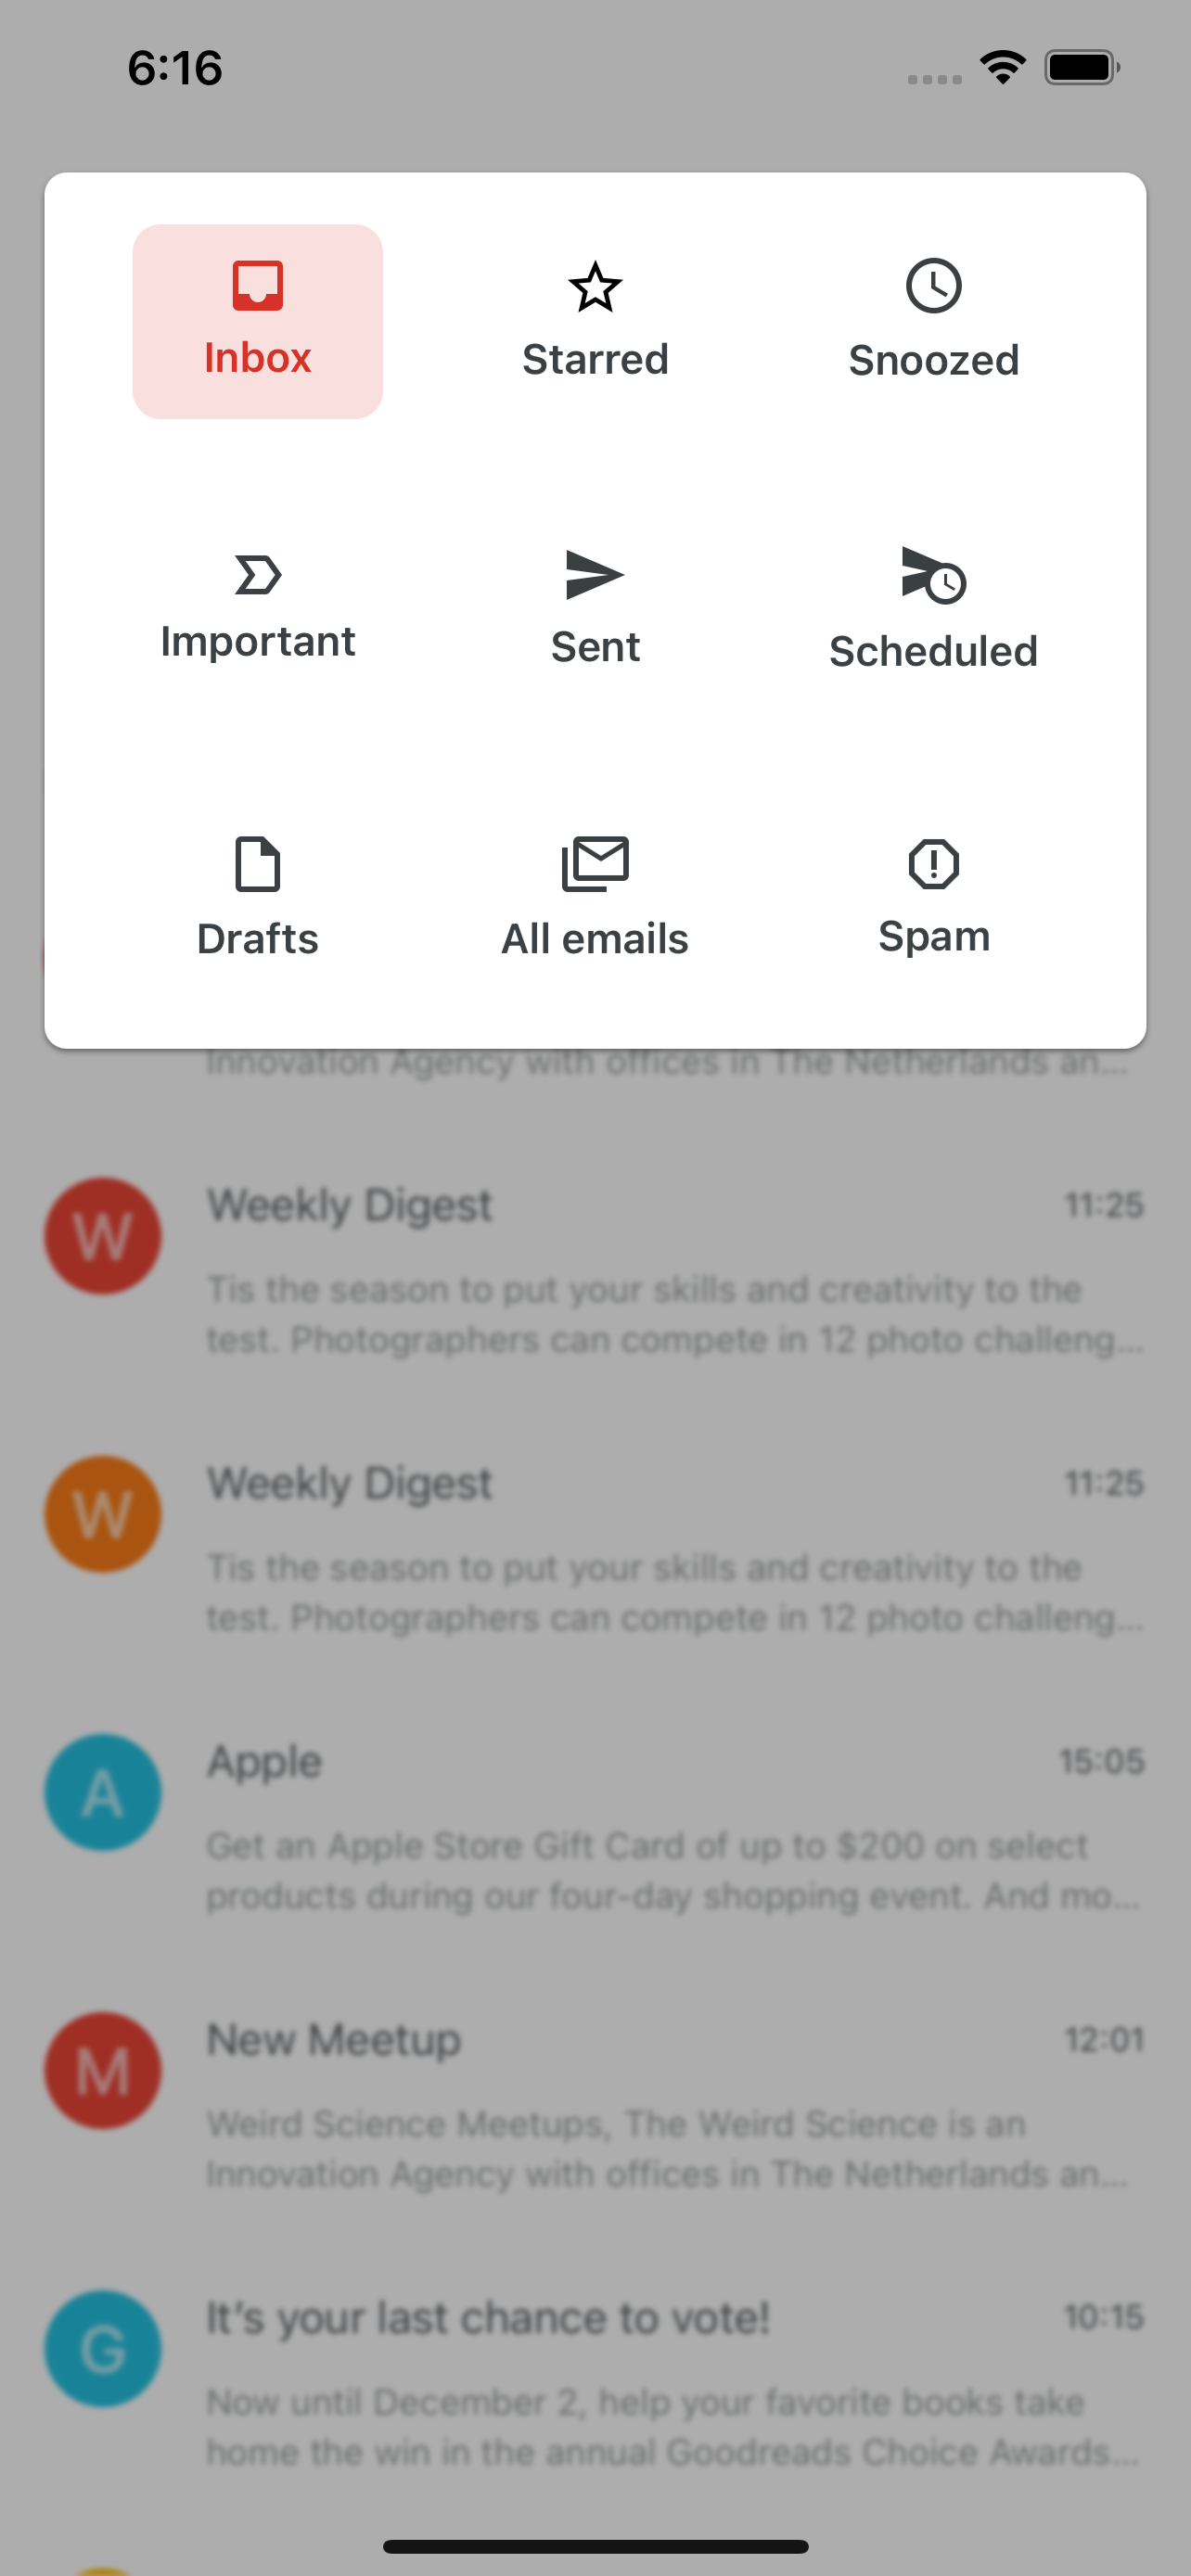 6:16
Inbox
Starred
Snoozed
Important
Sent
Scheduled
Drafts
All emails
Spam
Innovation Agency with offices in The Netherlands an...
W
Weekly Digest
11:25
Tis the season to put your skills and creativity to the
test. Photographers can compete in 12 photo challeng...
W
Weekly Digest
11:25
Tis the season to put your skills and creativity to the
test. Photographers can compete in 12 photo challeng...
A
Apple
15:05
Get an Apple Store Gift Card of up to $200 on select
products during our four-day shopping event. And mo...
M
New Meetup
12:01
Weird Science Meetups, The Weird Science is an
Innovation Agency with offices in The Netherlands an...
G
It's your last chance to vote!
10:15
Now until December 2, help your favorite books take
home the win in the annual Goodreads Choice Awards...